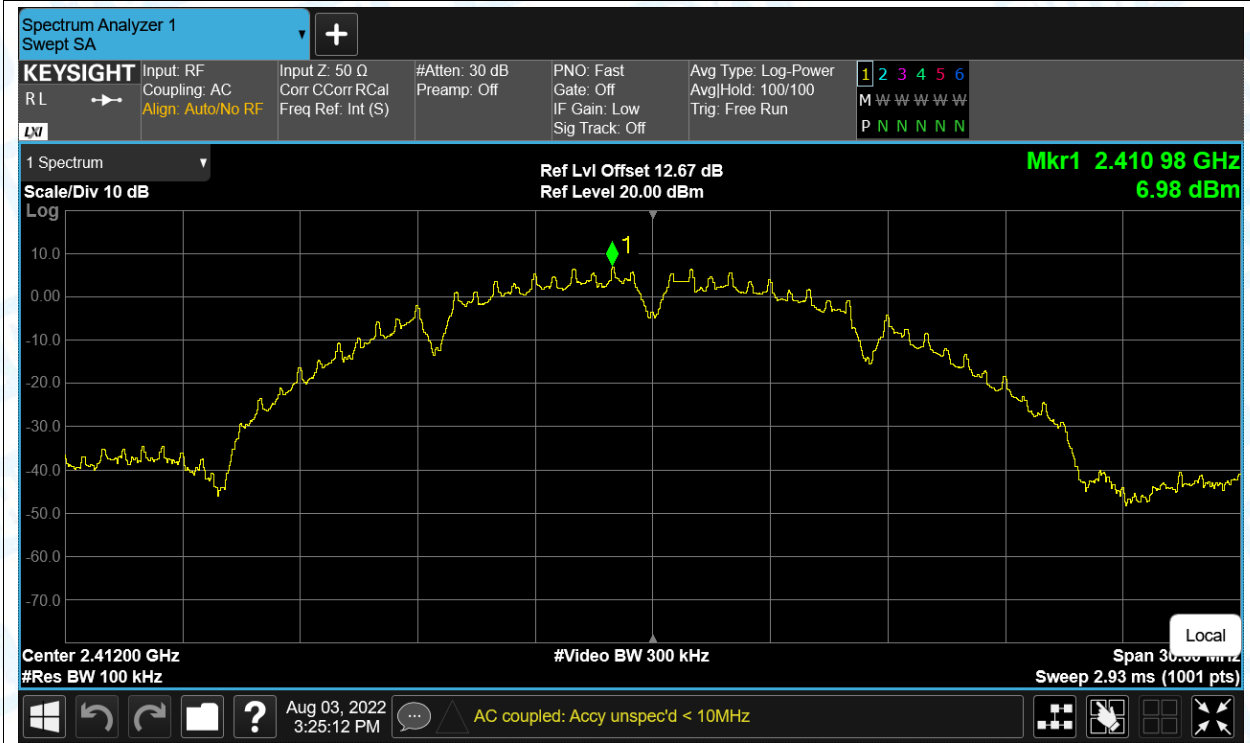 Spectrum Analyzer 1
Swept SA
KEYSIGHT
R L
LXI
Input: RF
Coupling: AC
Align: Auto/No RF
Input Z: 50 Ω
Corr CCorr RCal
Freq Ref: Int (S)
#Atten: 30 dB
Preamp: Off
PNO: Fast
Gate: Off
IF Gain: Low
Sig Track: Off
Avg Type: Log-Power
Avg|Hold: 100/100
Trig: Free Run
1 2 3 4 5 6
M W W W W W
P N N N N N
1 Spectrum
Scale/Div 10 dB
Log
Ref Lvl Offset 12.67 dB
Ref Level 20.00 dBm
Mkr1 2.410 98 GHz
6.98 dBm
1
10.0
0.00
-10.0
-20.0
-30.0
-40.0
-50.0
-60.0
-70.0
Local
Center 2.41200 GHz
#Res BW 100 kHz
#Video BW 300 kHz
Span 30.00 MHz
Sweep 2.93 ms (1001 pts)
?
Aug 03, 2022
3:25:12 PM
AC coupled: Accy unspec'd < 10MHz